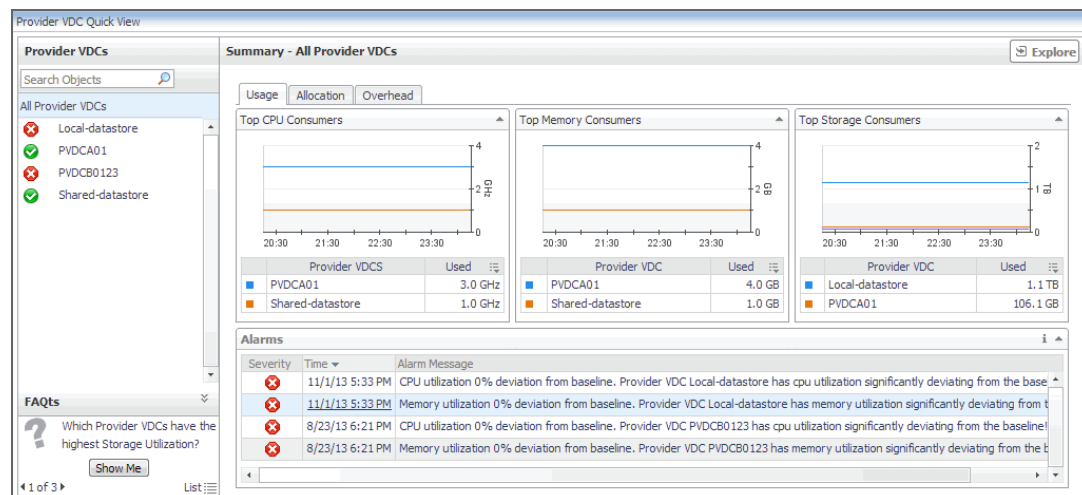 Provider VDC Quick View
Provider VDCs
Search Objects
All Provider VDCs
Local-datastore
PVDCA01
PVDCB0123
Shared-datastore
FAQts
Which Provider VDCs have the
highest Storage Utilization?
Show Me
1 of 3
List
Summary - All Provider VDCs
Explore
Usage Allocation Overhead
Top CPU Consumers
4
2
0
GHz
20:30 21:30 22:30 23:30
Provider VDCS Used
PVDCA01 3.0 GHz
Shared-datastore 1.0 GHz
Top Memory Consumers
4
2
0
GB
20:30 21:30 22:30 23:30
Provider VDC Used
PVDCA01 4.0 GB
Shared-datastore 1.0 GB
Top Storage Consumers
2
1
0
TB
20:30 21:30 22:30 23:30
Provider VDC Used
Local-datastore 1.1 TB
PVDCA01 106.1 GB
Alarms
i
Severity Time Alarm Message
11/1/13 5:33 PM CPU utilization 0% deviation from baseline. Provider VDC Local-datastore has cpu utilization significantly deviating from the base
11/1/13 5:33 PM Memory utilization 0% deviation from baseline. Provider VDC Local-datastore has memory utilization significantly deviating from t
8/23/13 6:21 PM CPU utilization 0% deviation from baseline. Provider VDC PVDCB0123 has cpu utilization significantly deviating from the baseline!
8/23/13 6:21 PM Memory utilization 0% deviation from baseline. Provider VDC PVDCB0123 has memory utilization significantly deviating from the b